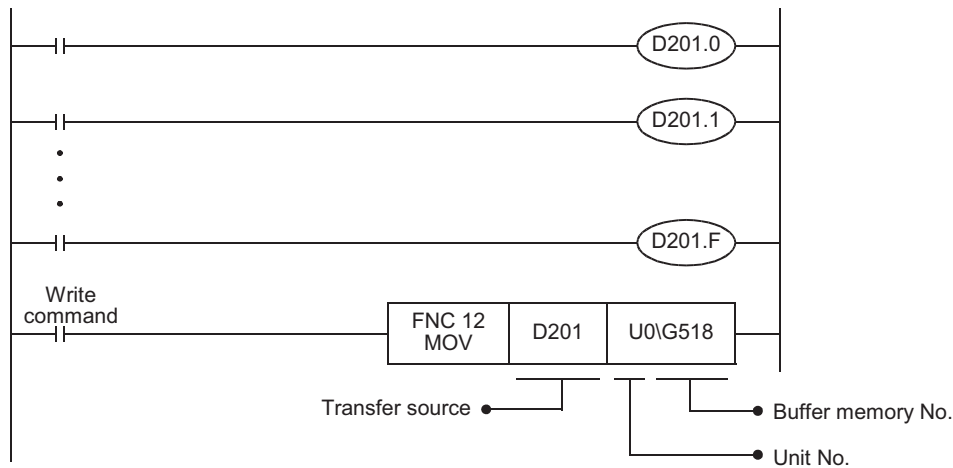 D201.0
D201.1
D201.F
Write
command
FNC 12
MOV
D201
U0\G518
Transfer source
Buffer memory No.
Unit No.